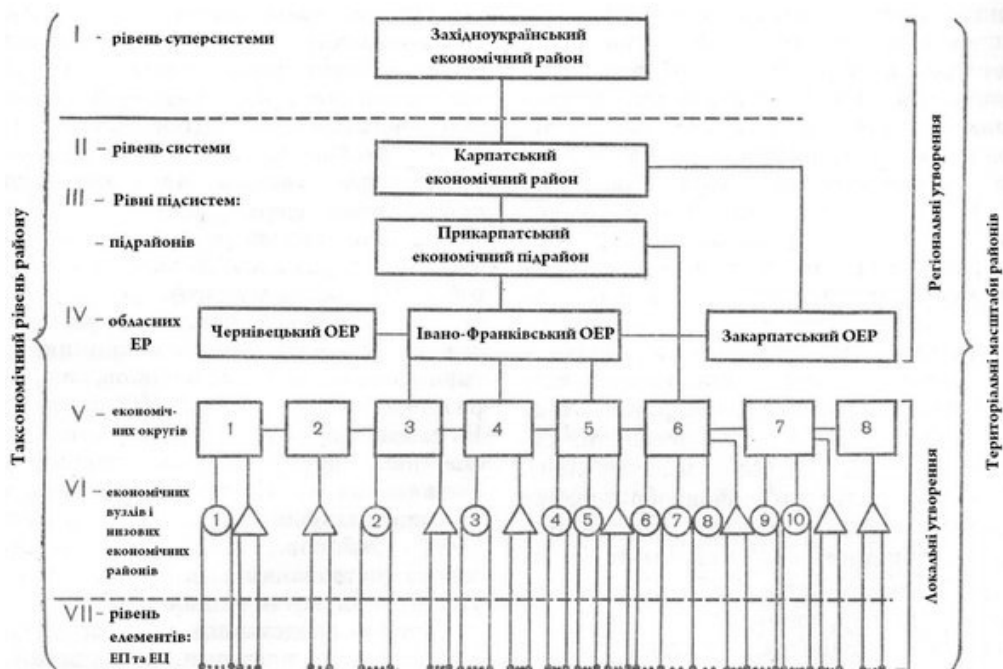 Таксономічний рівень району
I - рівень суперсистеми
Західноукраїнський
економічний район
II - рівень системи
Карпатський
економічний район
III - Рівні підсистем:
- підрайонів
Прикарпатський
економічний підрайон
IV - обласних
ЕР
Чернівецький ОЕР
Івано-Франківський ОЕР
Закарпатський ОЕР
V - економіч-
них округів
1 2 3 4 5 6 7 8
VI - економічних
вузлів і
низових
економічних
районів
1 2 3 4 5 6 7 8 9 10
VII - рівень
елементів:
ЕП та ЕЦ
Регіональні утворення
Локальні утворення
Територіальні масштаби районів